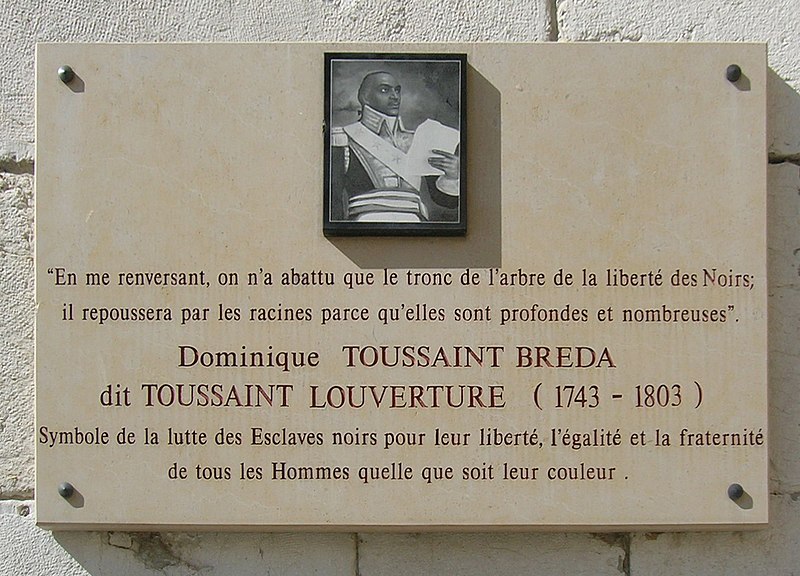 “En me renversant, on n'a abattu que le tronc de l'arbre de la liberté des Noirs;
il repoussera par les racines parce qu'elles sont profondes et nombreuses”.
Dominique TOUSSAINT BREDA
dit TOUSSAINT LOUVERTURE ( 1743 - 1803 )
Symbole de la lutte des Esclaves noirs pour leur liberté, l'égalité et la fraternité
de tous les Hommes quelle que soit leur couleur .